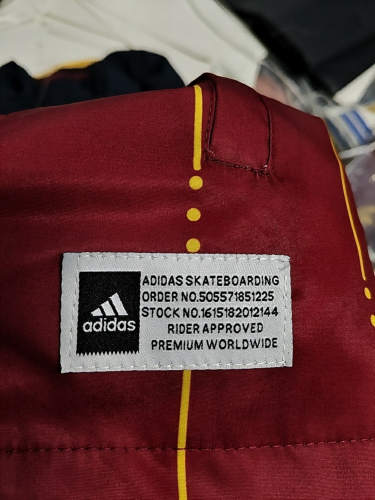 adidas
ADIDAS SKATEBOARDING
ORDER NO.505571851225
STOCK NO.1615182012144
RIDER APPROVED
PREMIUM WORLDWIDE